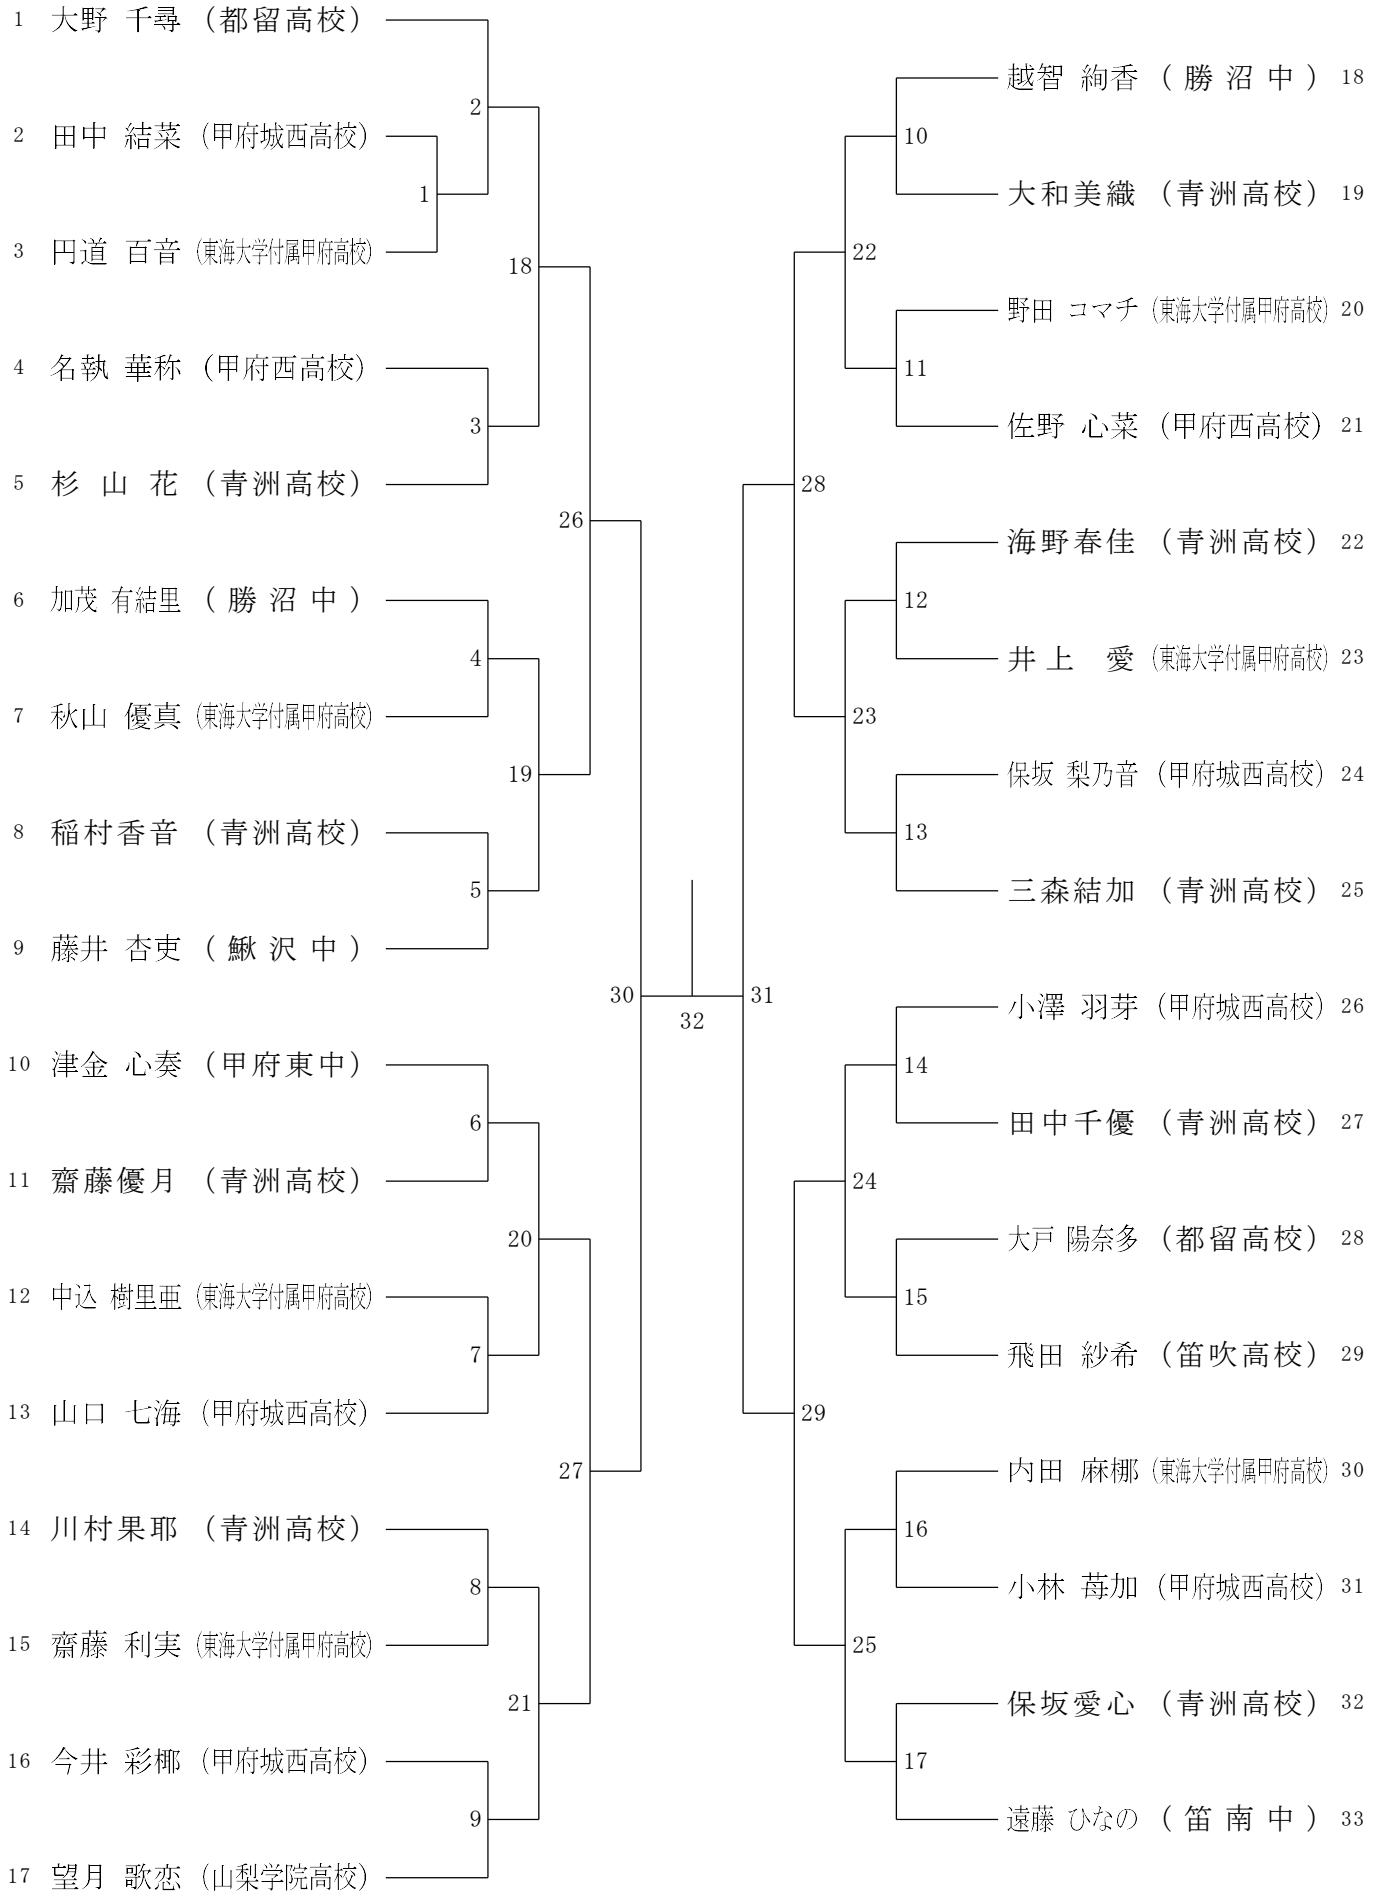 1 大野 千尋 (都留高校)
2
2 田中 結菜 (甲府城西高校)
1
3 円道 百音 (東海大学付属甲府高校)
18
4 名執 華称 (甲府西高校)
3
5 杉山花 (青洲高校)
26
6 加茂 有結里 (勝沼中)
4
7 秋山 優真 (東海大学付属甲府高校)
19
8 稲村香音 (青洲高校)
5
9 藤井 杏吏 (鰍沢中)
30
32
10 津金 心奏 (甲府東中)
6
11 齋藤優月 (青洲高校)
20
12 中込 樹里亜 (東海大学付属甲府高校)
7
13 山口 七海 (甲府城西高校)
27
14 川村果耶 (青洲高校)
8
15 齋藤 利実 (東海大学付属甲府高校)
21
16 今井 彩椰 (甲府城西高校)
9
17 望月 歌恋 (山梨学院高校)
越智 絢香 (勝沼中) 18
10
大和美織 (青洲高校) 19
22
野田 コマチ (東海大学付属甲府高校) 20
11
佐野 心菜 (甲府西高校) 21
28
海野春佳 (青洲高校) 22
12
井上 愛 (東海大学付属甲府高校) 23
23
保坂 梨乃音 (甲府城西高校) 24
13
三森結加 (青洲高校) 25
31
小澤 羽芽 (甲府城西高校) 26
14
田中千優 (青洲高校) 27
24
大戸 陽奈多 (都留高校) 28
15
飛田 紗希 (笛吹高校) 29
29
内田 麻梛 (東海大学付属甲府高校) 30
16
小林 苺加 (甲府城西高校) 31
25
保坂愛心 (青洲高校) 32
17
遠藤 ひなの (笛南中) 33